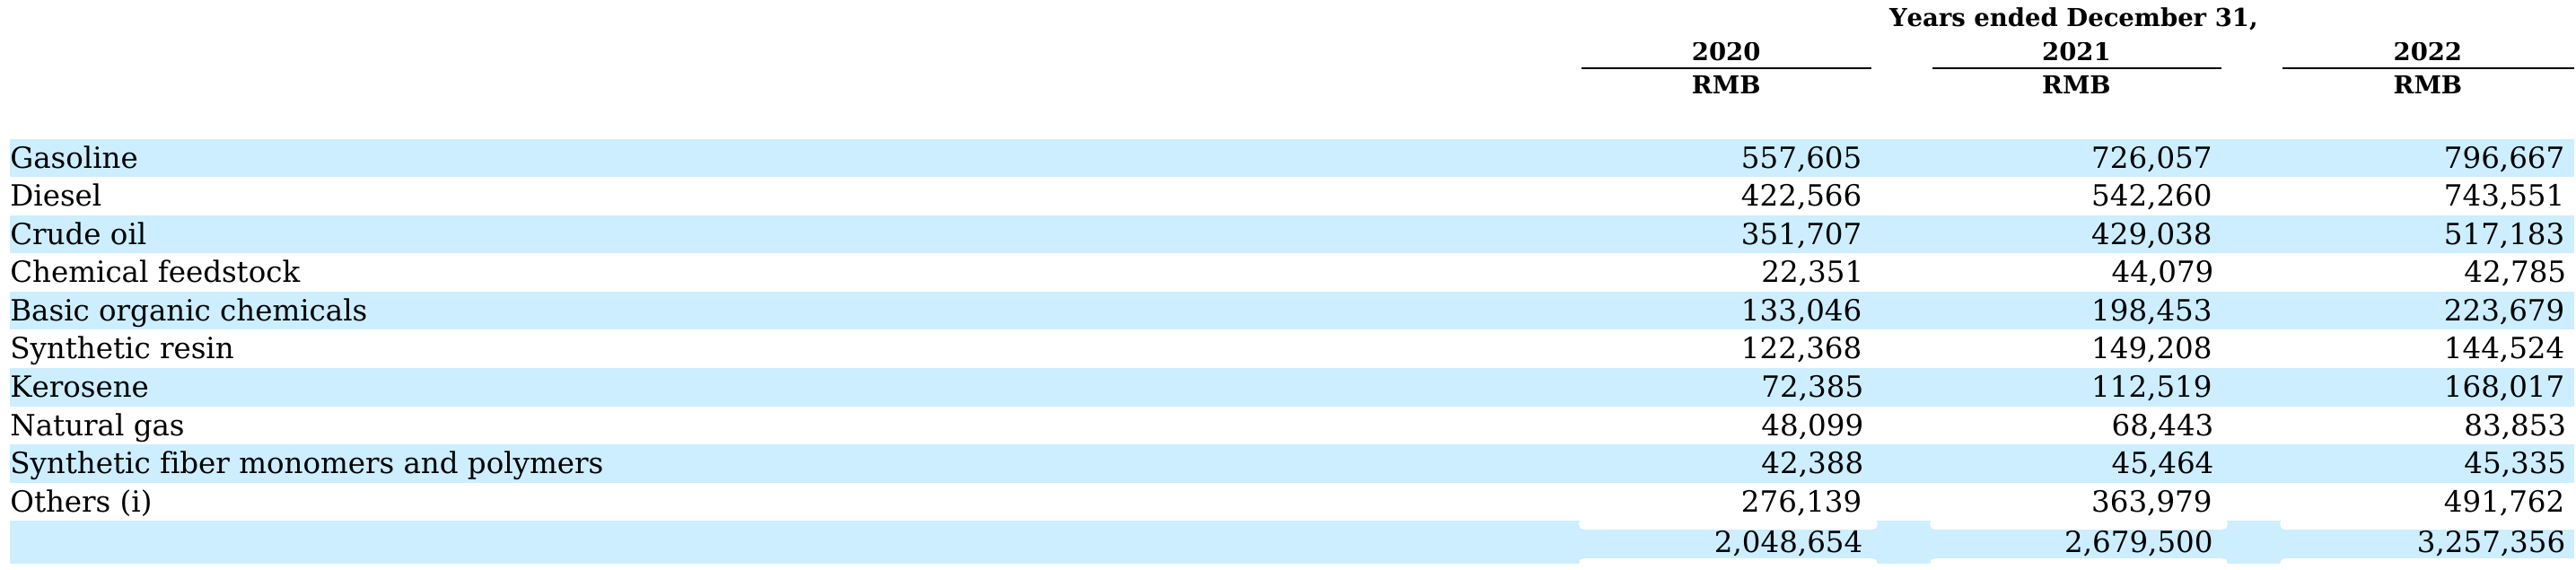 Years ended December 31,
2020 2021 2022
RMB RMB RMB
Gasoline 557,605 726,057 796,667
Diesel 422,566 542,260 743,551
Crude oil 351,707 429,038 517,183
Chemical feedstock 22,351 44,079 42,785
Basic organic chemicals 133,046 198,453 223,679
Synthetic resin 122,368 149,208 144,524
Kerosene 72,385 112,519 168,017
Natural gas 48,099 68,443 83,853
Synthetic fiber monomers and polymers 42,388 45,464 45,335
Others (i) 276,139 363,979 491,762
2,048,654 2,679,500 3,257,356